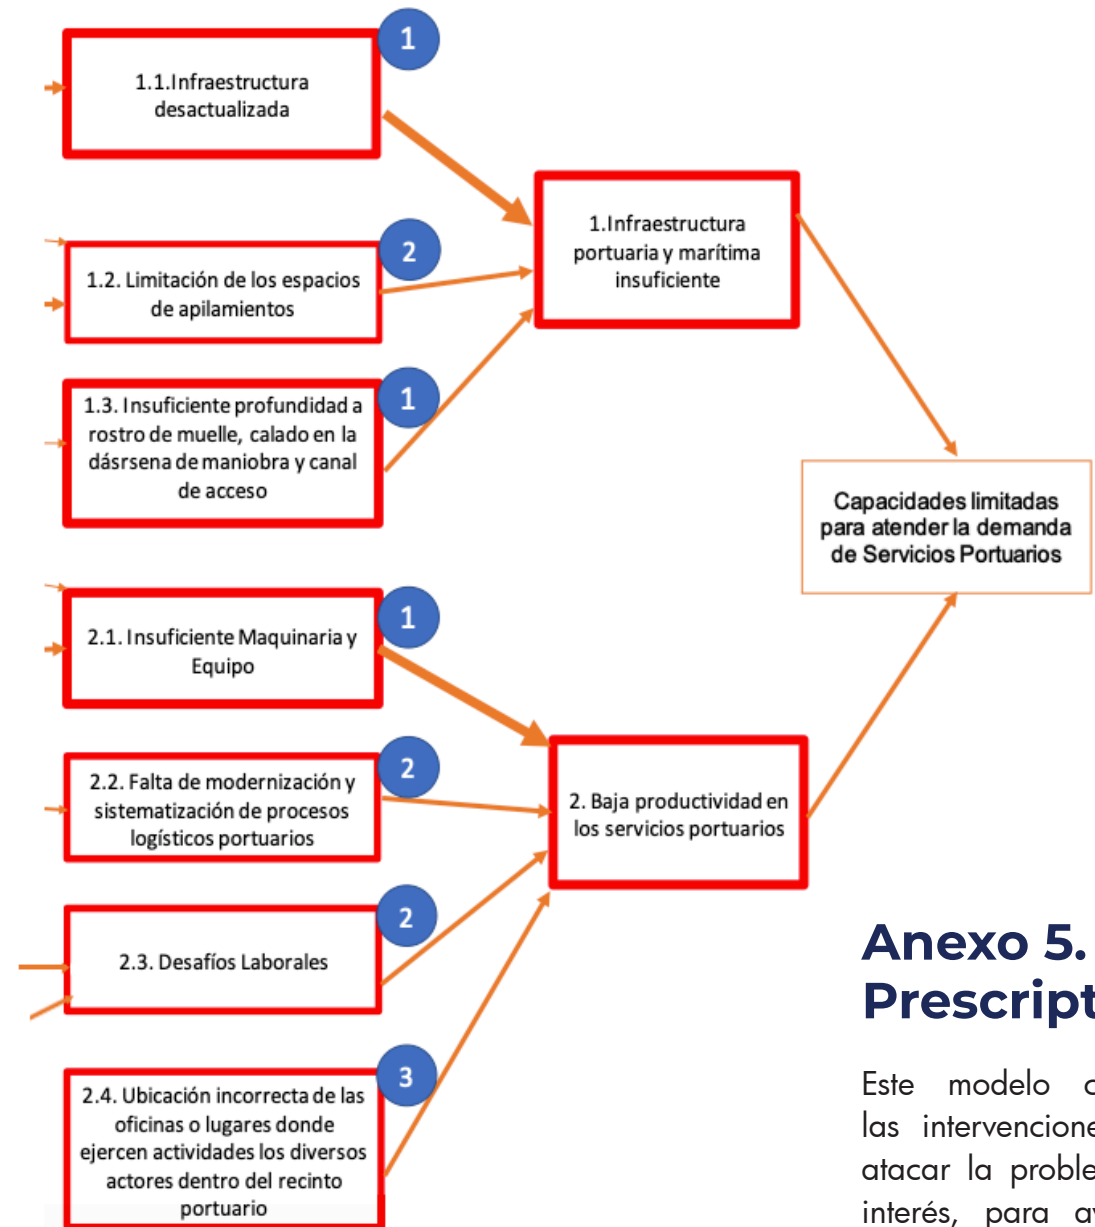 1
1.1.Infraestructura
desactualizada
2
1.2. Limitación de los espacios
de apilamientos
1
1.3. Insuficiente profundidad a
rostro de muelle, calado en la
dásrsena de maniobra y canal
de acceso
1.Infraestructura
portuaria y marítima
insuficiente
Capacidades limitadas
para atender la demanda
de Servicios Portuarios
1
2.1. Insuficiente Maquinaria y
Equipo
2
2.2. Falta de modernización y
sistematización de procesos
logísticos portuarios
2
2.3. Desafíos Laborales
3
2.4. Ubicación incorrecta de las
oficinas o lugares donde
ejercen actividades los diversos
actores dentro del recinto
portuario
2. Baja productividad en
los servicios portuarios
Anexo 5.
Prescript
Este modelo
las intervencione
atacar la proble
interés, para av